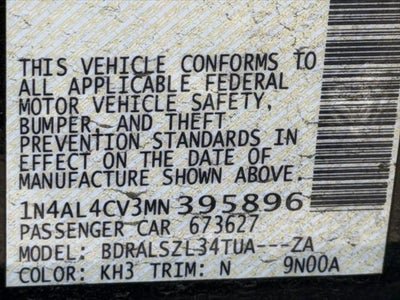 THIS VEHICLE CONFORMS TO
ALL APPLICABLE FEDERAL
MOTOR VEHICLE SAFETY,
BUMPER, AND THEFT
PREVENTION STANDARDS IN
EFFECT ON THE DATE OF
MANUFACTURE SHOWN ABOVE.
1N4AL4CV3MN395896
PASSENGER CAR 673627
MODEL: BDRALSZL34TUA---ZA
COLOR: KH3 TRIM: N 9N00A